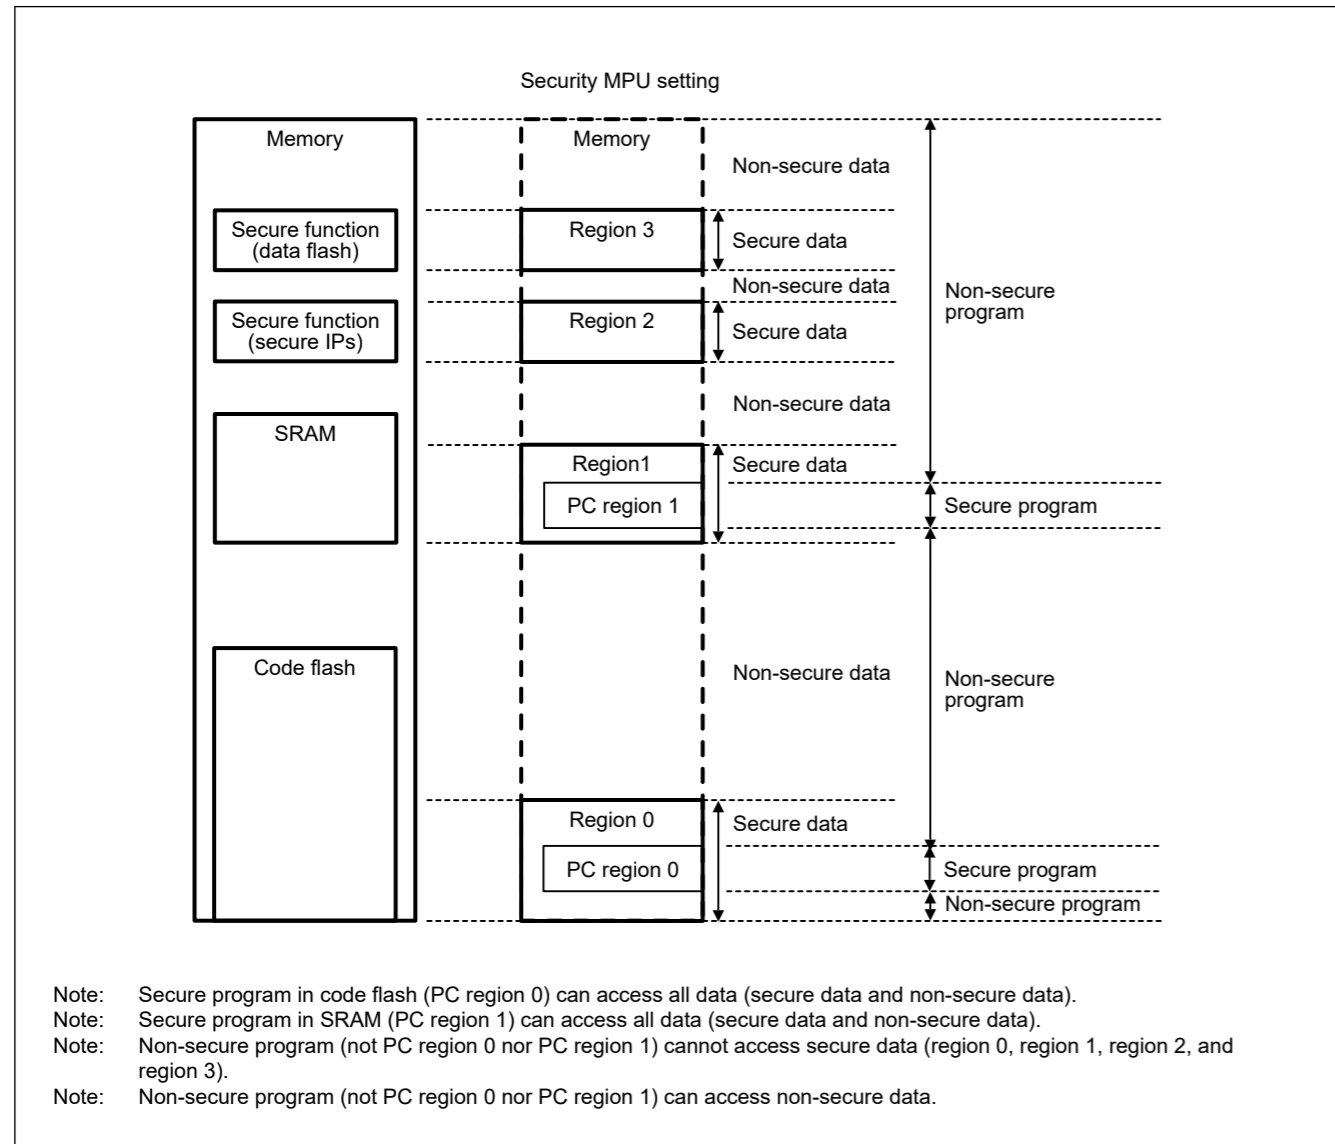 Security MPU setting
Memory
Memory
Non-secure data
Secure function
(data flash)
Region 3
Secure data
Non-secure data
Non-secure
program
Secure function
(secure IPs)
Region 2
Secure data
Non-secure data
SRAM
Region1
Secure data
PC region 1
Secure program
Code flash
Non-secure data
Non-secure
program
Region 0
Secure data
PC region 0
Secure program
Non-secure program
Note: Secure program in code flash (PC region 0) can access all data (secure data and non-secure data).
Note: Secure program in SRAM (PC region 1) can access all data (secure data and non-secure data).
Note: Non-secure program (not PC region 0 nor PC region 1) cannot access secure data (region 0, region 1, region 2, and
region 3).
Note: Non-secure program (not PC region 0 nor PC region 1) can access non-secure data.